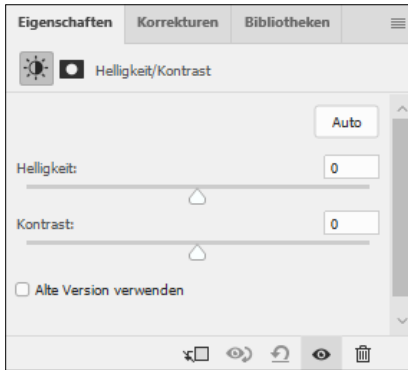 Eigenschaften Korrekturen Bibliotheken
Helligkeit/Kontrast
Auto
Helligkeit: 0
Kontrast: 0
Alte Version verwenden